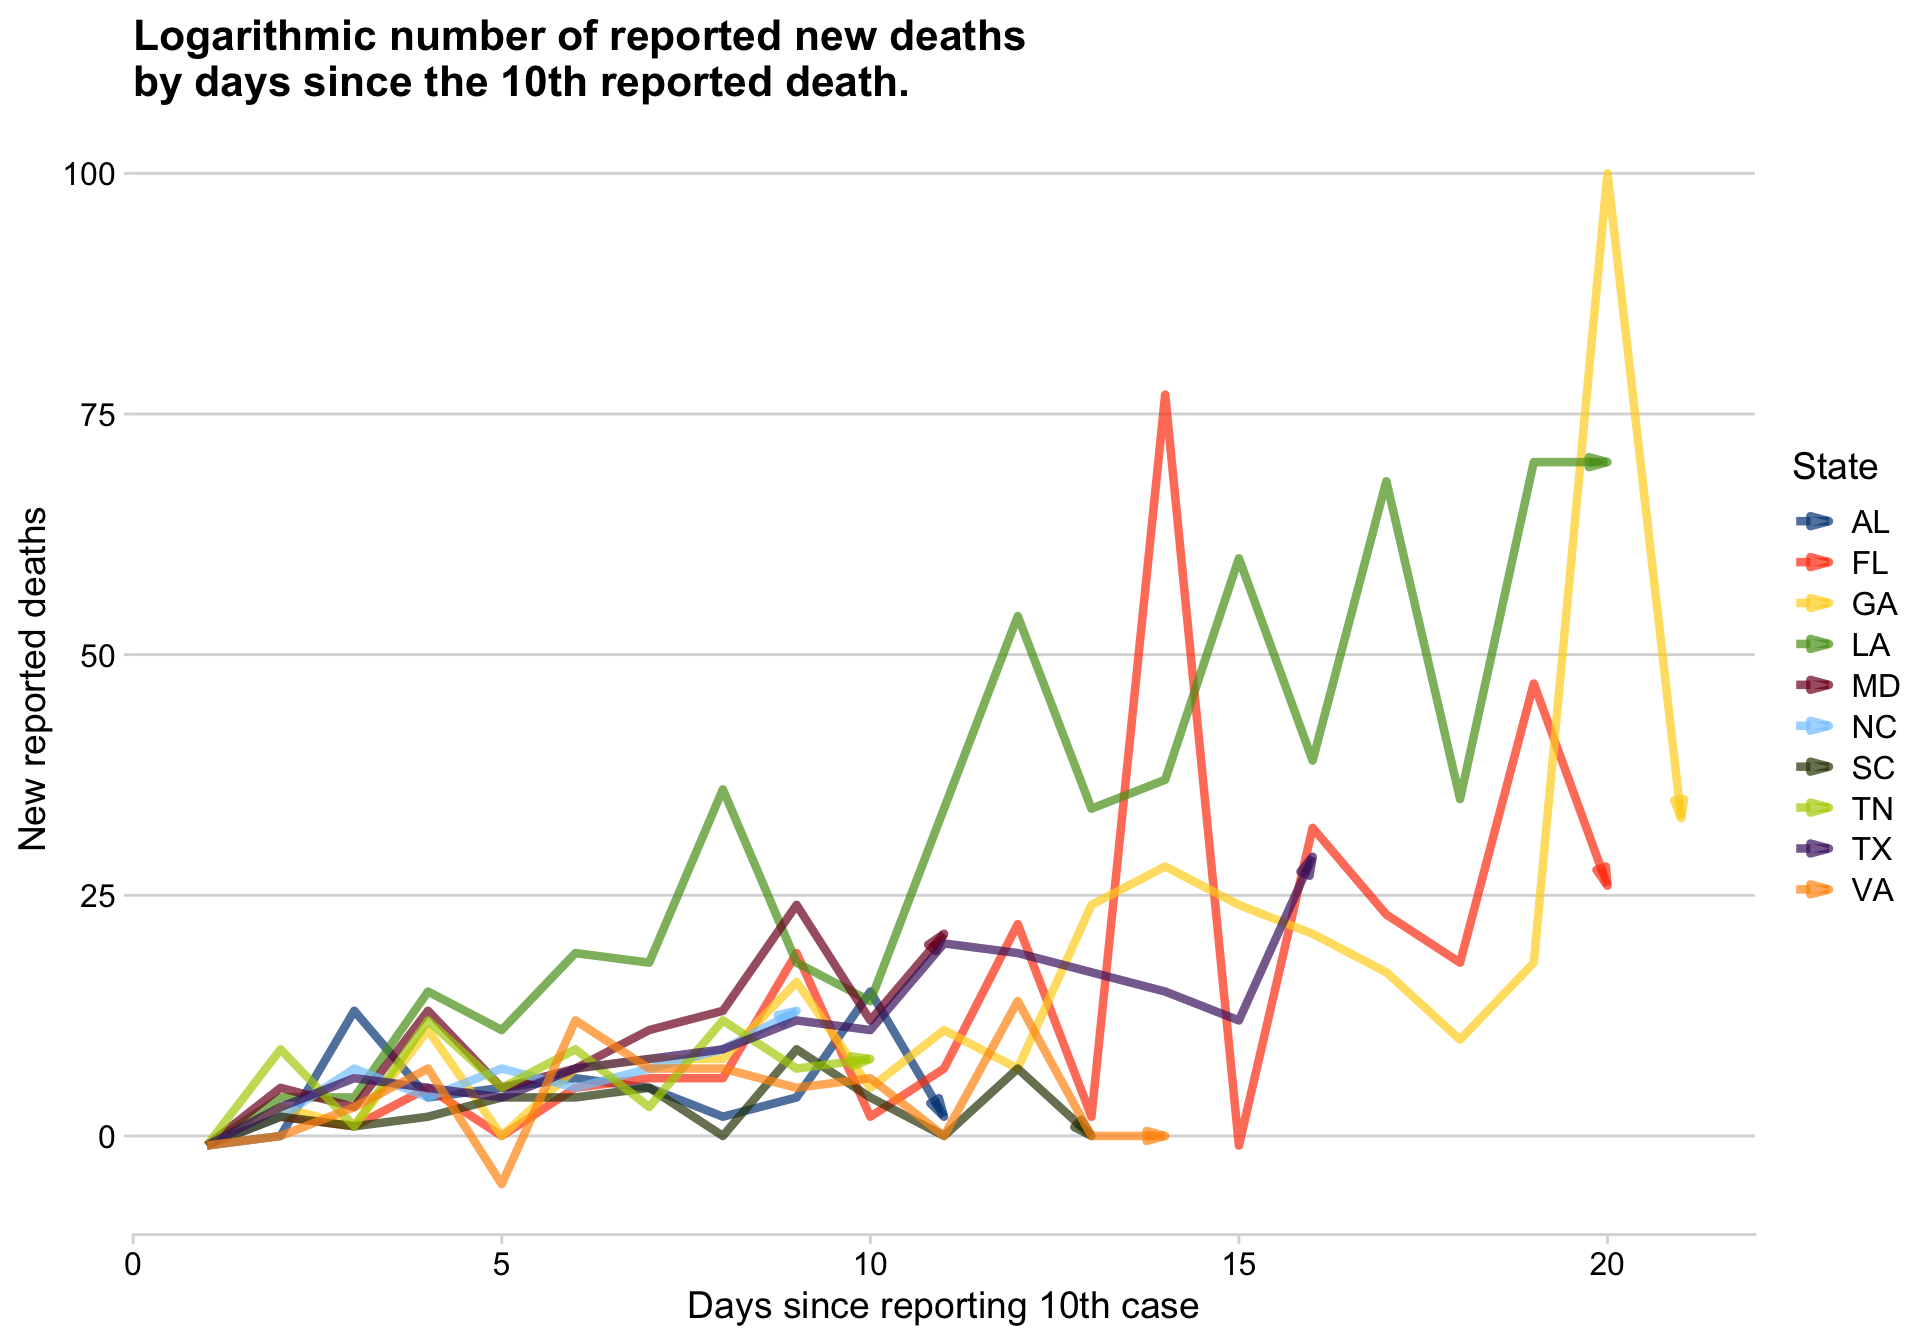 Logarithmic number of reported new deaths
by days since the 10th reported death.
100
75
50
25
0
New reported deaths
0 5 10 15 20
Days since reporting 10th case
State
AL
FL
GA
LA
MD
NC
SC
TN
TX
VA